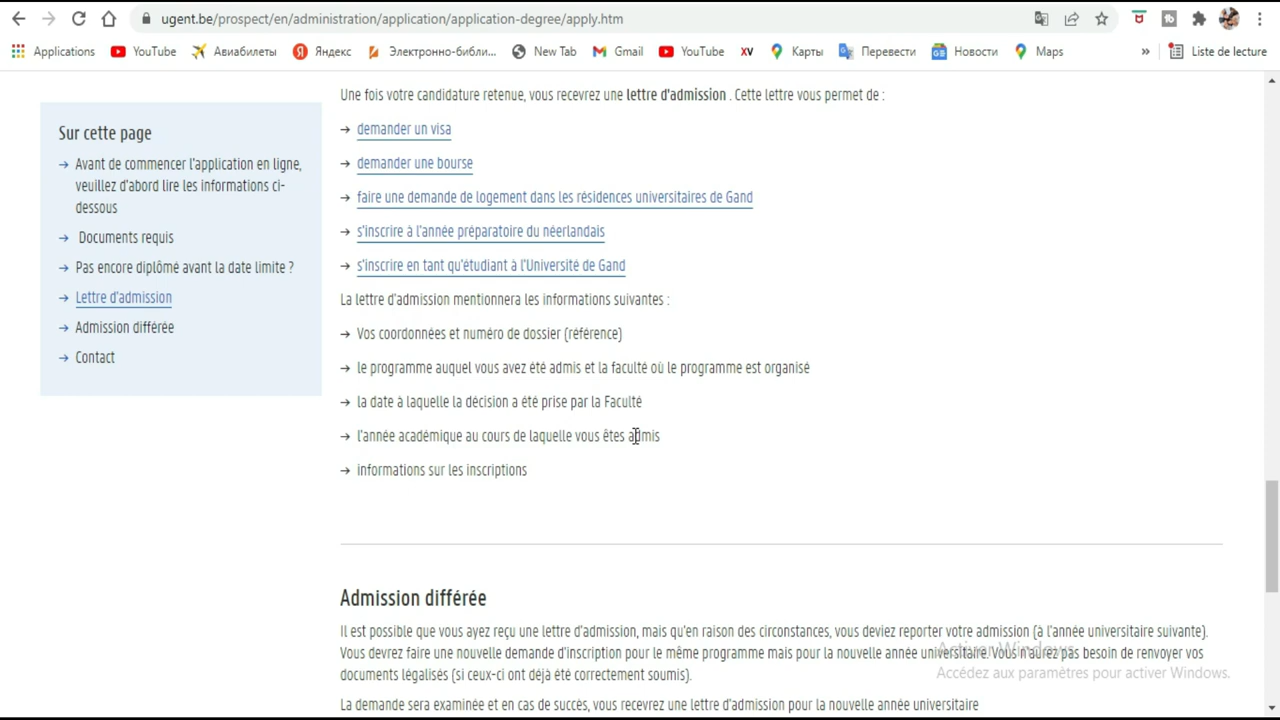 ugent.be/prospect/en/administration/application/application-degree/apply.htm
Applications YouTube Авиабилеты Яндекс Электронно-библи... New Tab Gmail YouTube XV Карты Перевести Новости Maps » Liste de lecture
Sur cette page
→ Avant de commencer l'application en ligne,
veuillez d'abord lire les informations ci-
dessous
→ Documents requis
→ Pas encore diplômé avant la date limite ?
→ Lettre d'admission
→ Admission différée
→ Contact
Une fois votre candidature retenue, vous recevrez une lettre d'admission . Cette lettre vous permet de :
→ demander un visa
→ demander une bourse
→ faire une demande de logement dans les résidences universitaires de Gand
→ s'inscrire à l'année préparatoire du néerlandais
→ s'inscrire en tant qu'étudiant à l'Université de Gand
La lettre d'admission mentionnera les informations suivantes :
→ Vos coordonnées et numéro de dossier (référence)
→ le programme auquel vous avez été admis et la faculté où le programme est organisé
→ la date à laquelle la décision a été prise par la Faculté
→ l'année académique au cours de laquelle vous êtes admis
→ informations sur les inscriptions
Admission différée
Il est possible que vous ayez reçu une lettre d'admission, mais qu'en raison des circonstances, vous deviez reporter votre admission (à l'année universitaire suivante).
Vous devrez faire une nouvelle demande d'inscription pour le même programme mais pour la nouvelle année universitaire. Vous n'aurez pas besoin de renvoyer vos
documents légalisés (si ceux-ci ont déjà été correctement soumis).
La demande sera examinée et en cas de succès, vous recevrez une lettre d'admission pour la nouvelle année universitaire
Activer Windows
Accédez aux paramètres pour activer Windows.